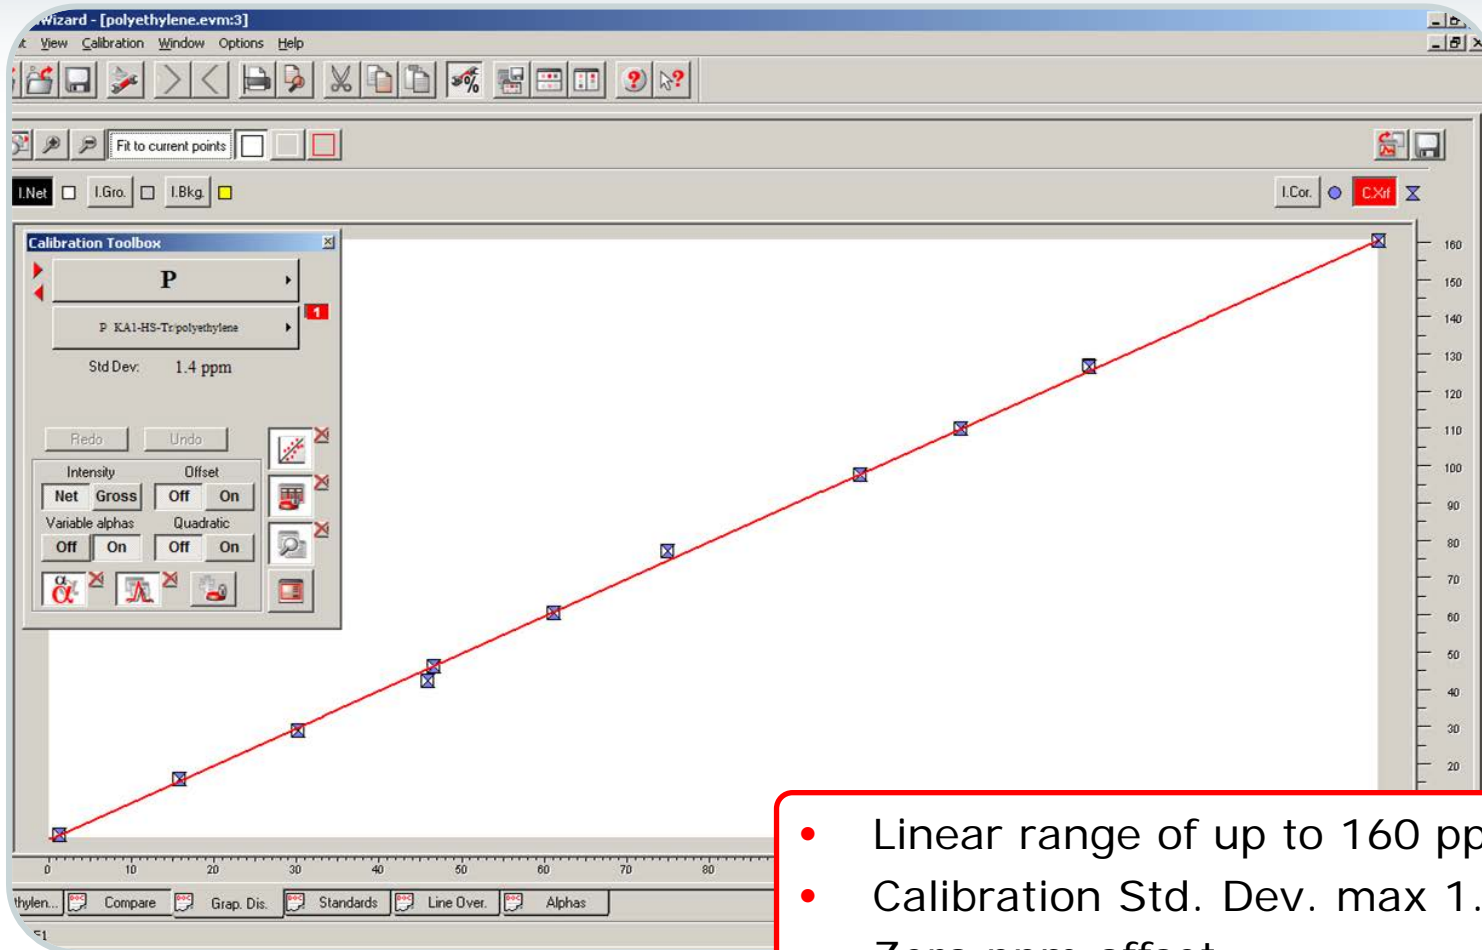 Wizard - [polyethylene.evm:3]
View Calibration Window Options Help
Fit to current points
I.Net I.Gro. I.Bkg. I.Cor. C.Xrf
Calibration Toolbox
P
P KA1-HS-Tr/polyethylene
1
Std Dev: 1.4 ppm
Redo Undo
Intensity Offset
Net Gross Off On
Variable alphas Quadratic
Off On Off On
160
150
140
130
120
110
100
90
80
70
60
50
40
30
20
0 10 20 30 40 50 60 70 80
Compare Grap. Dis. Standards Line Over. Alphas
• Linear range of up to 160 pp
• Calibration Std. Dev. max 1.
Zero ppm offset